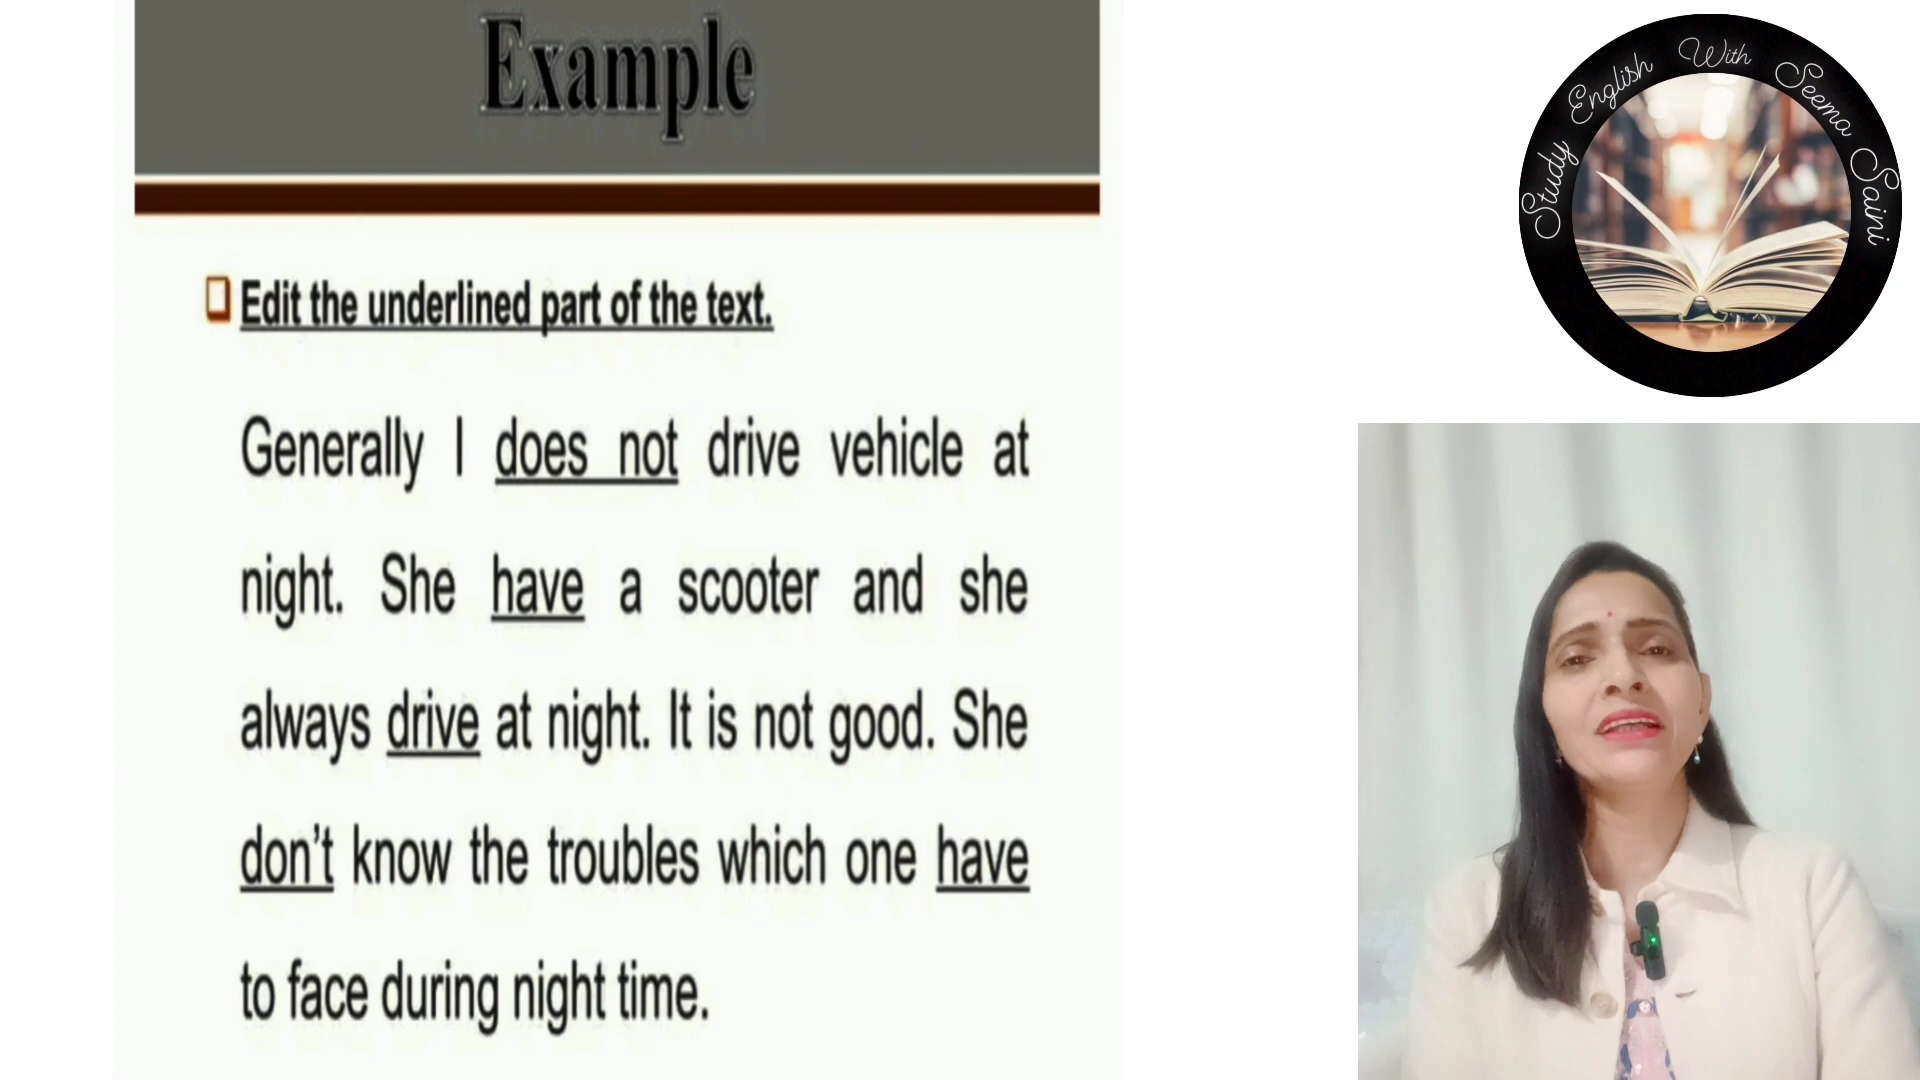 Example
Edit the underlined part of the text.
Generally I does not drive vehicle at
night. She have a scooter and she
always drive at night. It is not good. She
don't know the troubles which one have
to face during night time.
Study English With Seema Saini